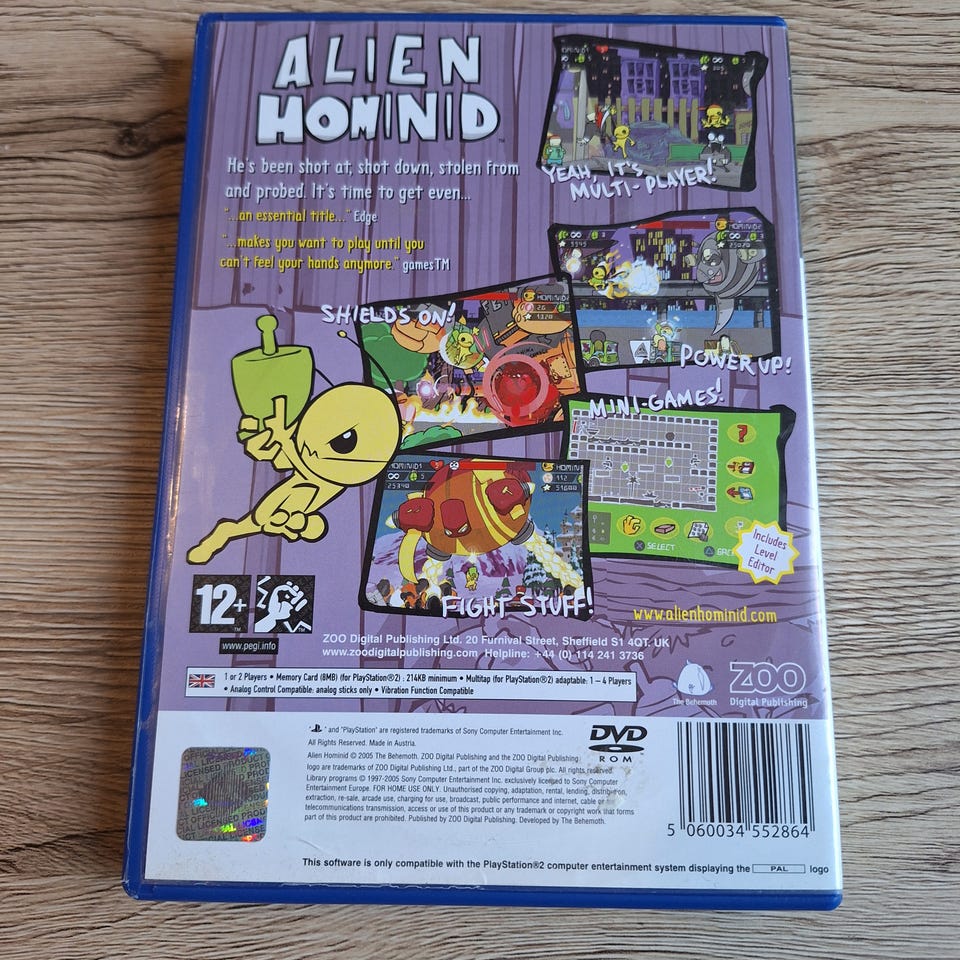 ALIEN
HOMINID
He's been shot at, shot down, stolen from
and probed. It's time to get even...
"...an essential title..." Edge
"...makes you want to play until you
can't feel your hands anymore." gamesTM
YEAH, IT'S
MULTI-PLAYER!
SHIELDS ON!
POWER UP!
MINI-GAMES!
SELECT
Includes
Level
Editor
FIGHT STUFF!
12+
www.pegi.info
www.alienhominid.com
ZOO Digital Publishing Ltd. 20 Furnival Street, Sheffield S1 4QT. UK
www.zoodigitalpublishing.com Helpline: +44 (0) 114 241 3736
1 or 2 Players • Memory Card (8MB) (for PlayStation®2) : 214KB minimum • Multitap (for PlayStation®2) adaptable: 1 – 4 Players
• Analog Control Compatible: analog sticks only • Vibration Function Compatible
The Behemoth
ZOO
Digital Publishing
" " and "PlayStation" are registered trademarks of Sony Computer Entertainment Inc.
All Rights Reserved. Made in Austria.
Alien Hominid © 2005 The Behemoth. ZOO Digital Publishing and the ZOO Digital Publishing
logo are trademarks of ZOO Digital Publishing Ltd., part of the ZOO Digital Group plc. All rights reserved.
Library programs © 1997-2005 Sony Computer Entertainment Inc. exclusively licensed to Sony Computer
Entertainment Europe. FOR HOME USE ONLY. Unauthorised copying, adaptation, rental, lending, distribution,
extraction, re-sale, arcade use, charging for use, broadcast, public performance and internet, cable or
telecommunications transmission, access or use of this product or any trademark or copyright work that forms
part of this product are prohibited. Published by ZOO Digital Publishing. Developed by The Behemoth.
DVD
ROM
5 060034 552864
This software is only compatible with the PlayStation®2 computer entertainment system displaying the PAL logo